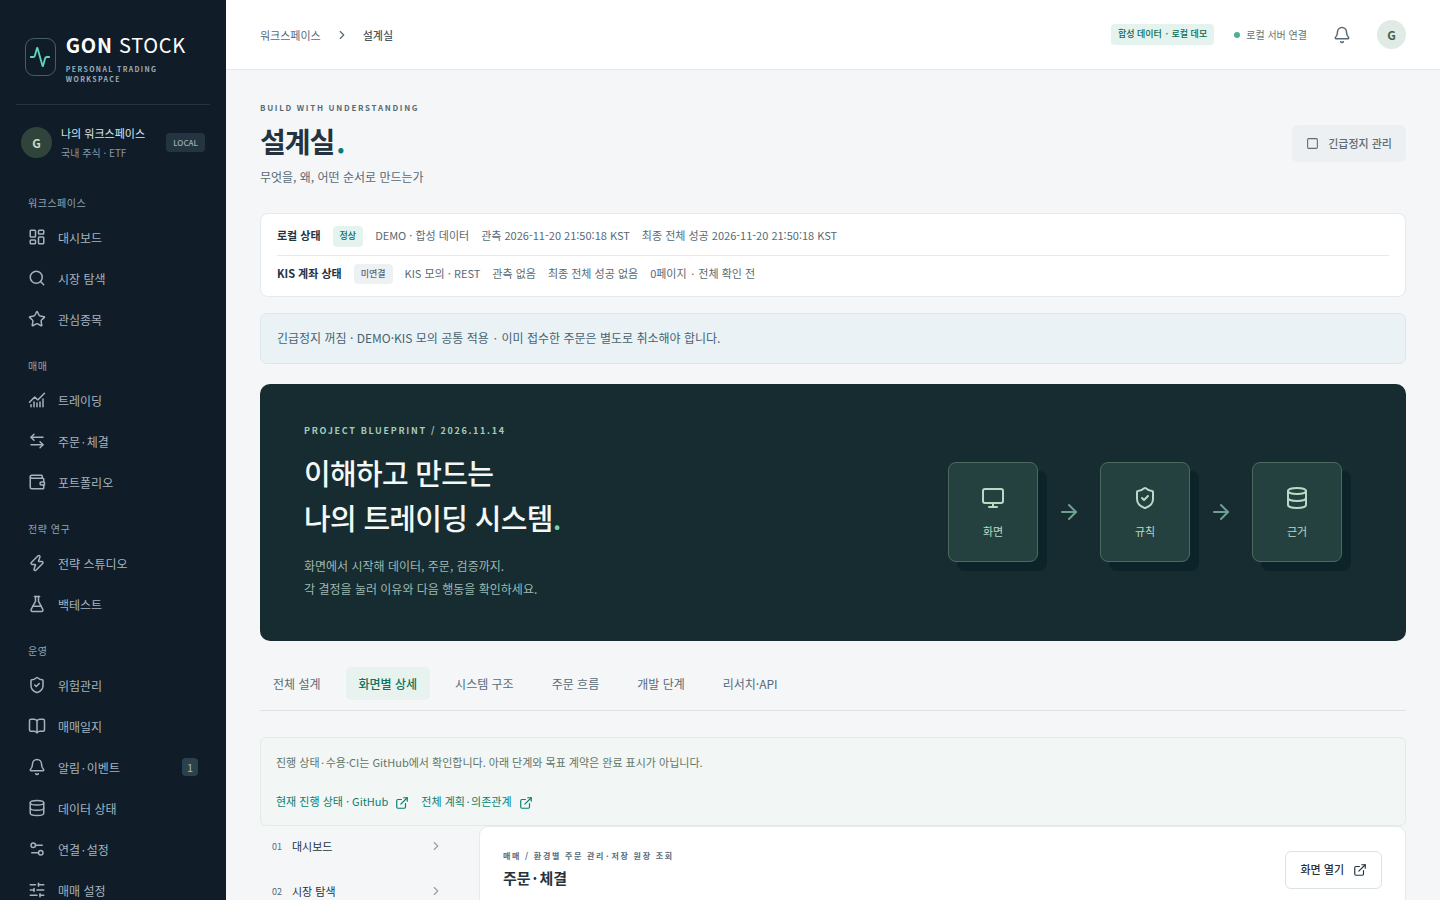 GON STOCK
PERSONAL TRADING
WORKSPACE
G
나의 워크스페이스
국내 주식 · ETF
LOCAL
워크스페이스
대시보드
시장 탐색
관심종목
매매
트레이딩
주문·체결
포트폴리오
전략 연구
전략 스튜디오
백테스트
운영
위험관리
매매일지
알림·이벤트
1
데이터 상태
연결·설정
매매 설정
워크스페이스
설계실
합성 데이터 · 로컬 데모
로컬 서버 연결
G
BUILD WITH UNDERSTANDING
설계실.
무엇을, 왜, 어떤 순서로 만드는가
긴급정지 관리
로컬 상태 정상 DEMO · 합성 데이터 관측 2026-11-20 21:50:18 KST 최종 전체 성공 2026-11-20 21:50:18 KST
KIS 계좌 상태 미연결 KIS 모의 · REST 관측 없음 최종 전체 성공 없음 0페이지 · 전체 확인 전
긴급정지 꺼짐 · DEMO·KIS 모의 공통 적용 · 이미 접수한 주문은 별도로 취소해야 합니다.
PROJECT BLUEPRINT / 2026.11.14
이해하고 만드는
나의 트레이딩 시스템.
화면에서 시작해 데이터, 주문, 검증까지.
각 결정을 눌러 이유와 다음 행동을 확인하세요.
화면
규칙
근거
전체 설계
화면별 상세
시스템 구조
주문 흐름
개발 단계
리서치·API
진행 상태·수용·CI는 GitHub에서 확인합니다. 아래 단계와 목표 계약은 완료 표시가 아닙니다.
현재 진행 상태 · GitHub
전체 계획·의존관계
01 대시보드
02 시장 탐색
매매 / 환경별 주문 관리·저장 원장 조회
주문·체결
화면 열기